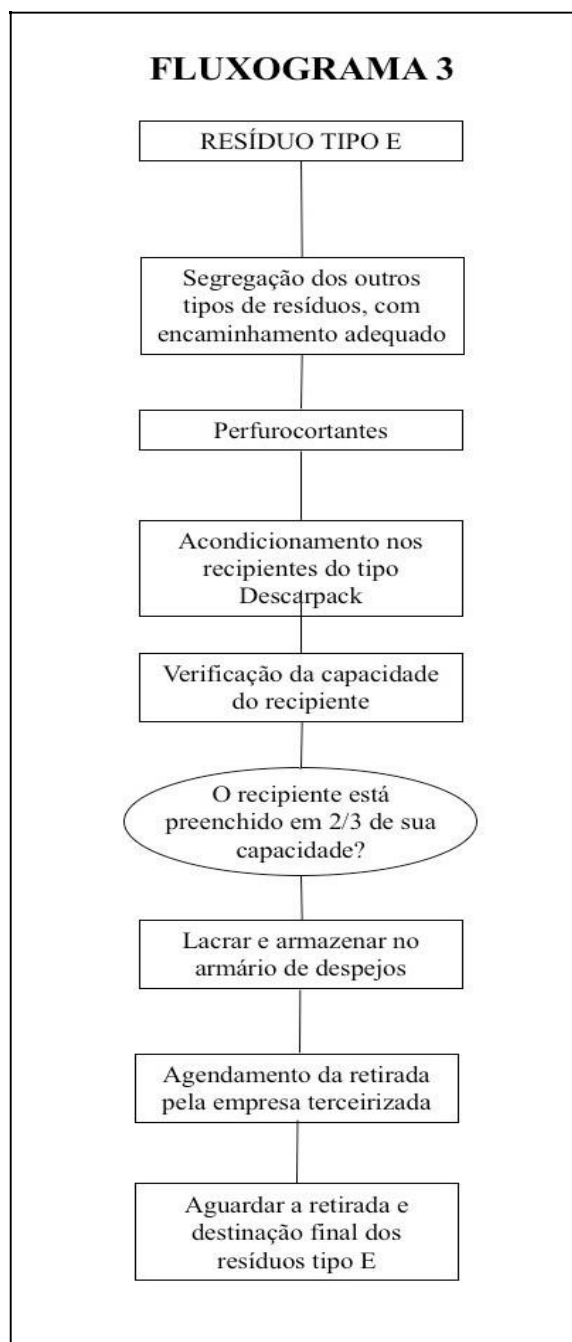 FLUXOGRAMA 3
RESÍDUO TIPO E
Segregação dos outros
tipos de resíduos, com
encaminhamento adequado
Perfurocortantes
Acondicionamento nos
recipientes do tipo
Descarpack
Verificação da capacidade
do recipiente
O recipiente está
preenchido em 2/3 de sua
capacidade?
Lacrar e armazenar no
armário de despejos
Agendamento da retirada
pela empresa terceirizada
Aguardar a retirada e
destinação final dos
resíduos tipo E